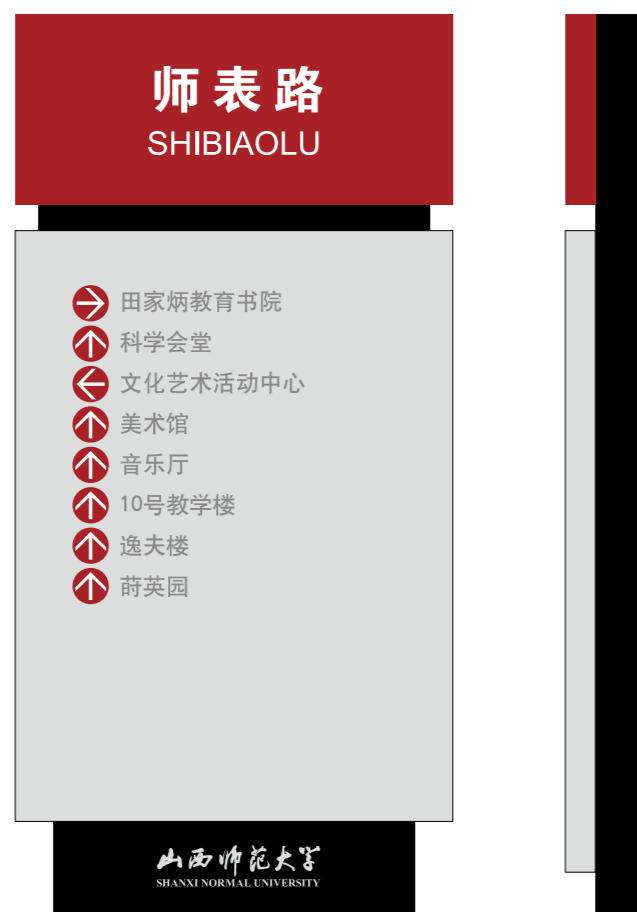 师表路
SHIBIAOLU
田家炳教育书院
科学会堂
文化艺术活动中心
美术馆
音乐厅
10号教学楼
逸夫楼
莳英园
山西师范大学
SHANXI NORMAL UNIVERSITY